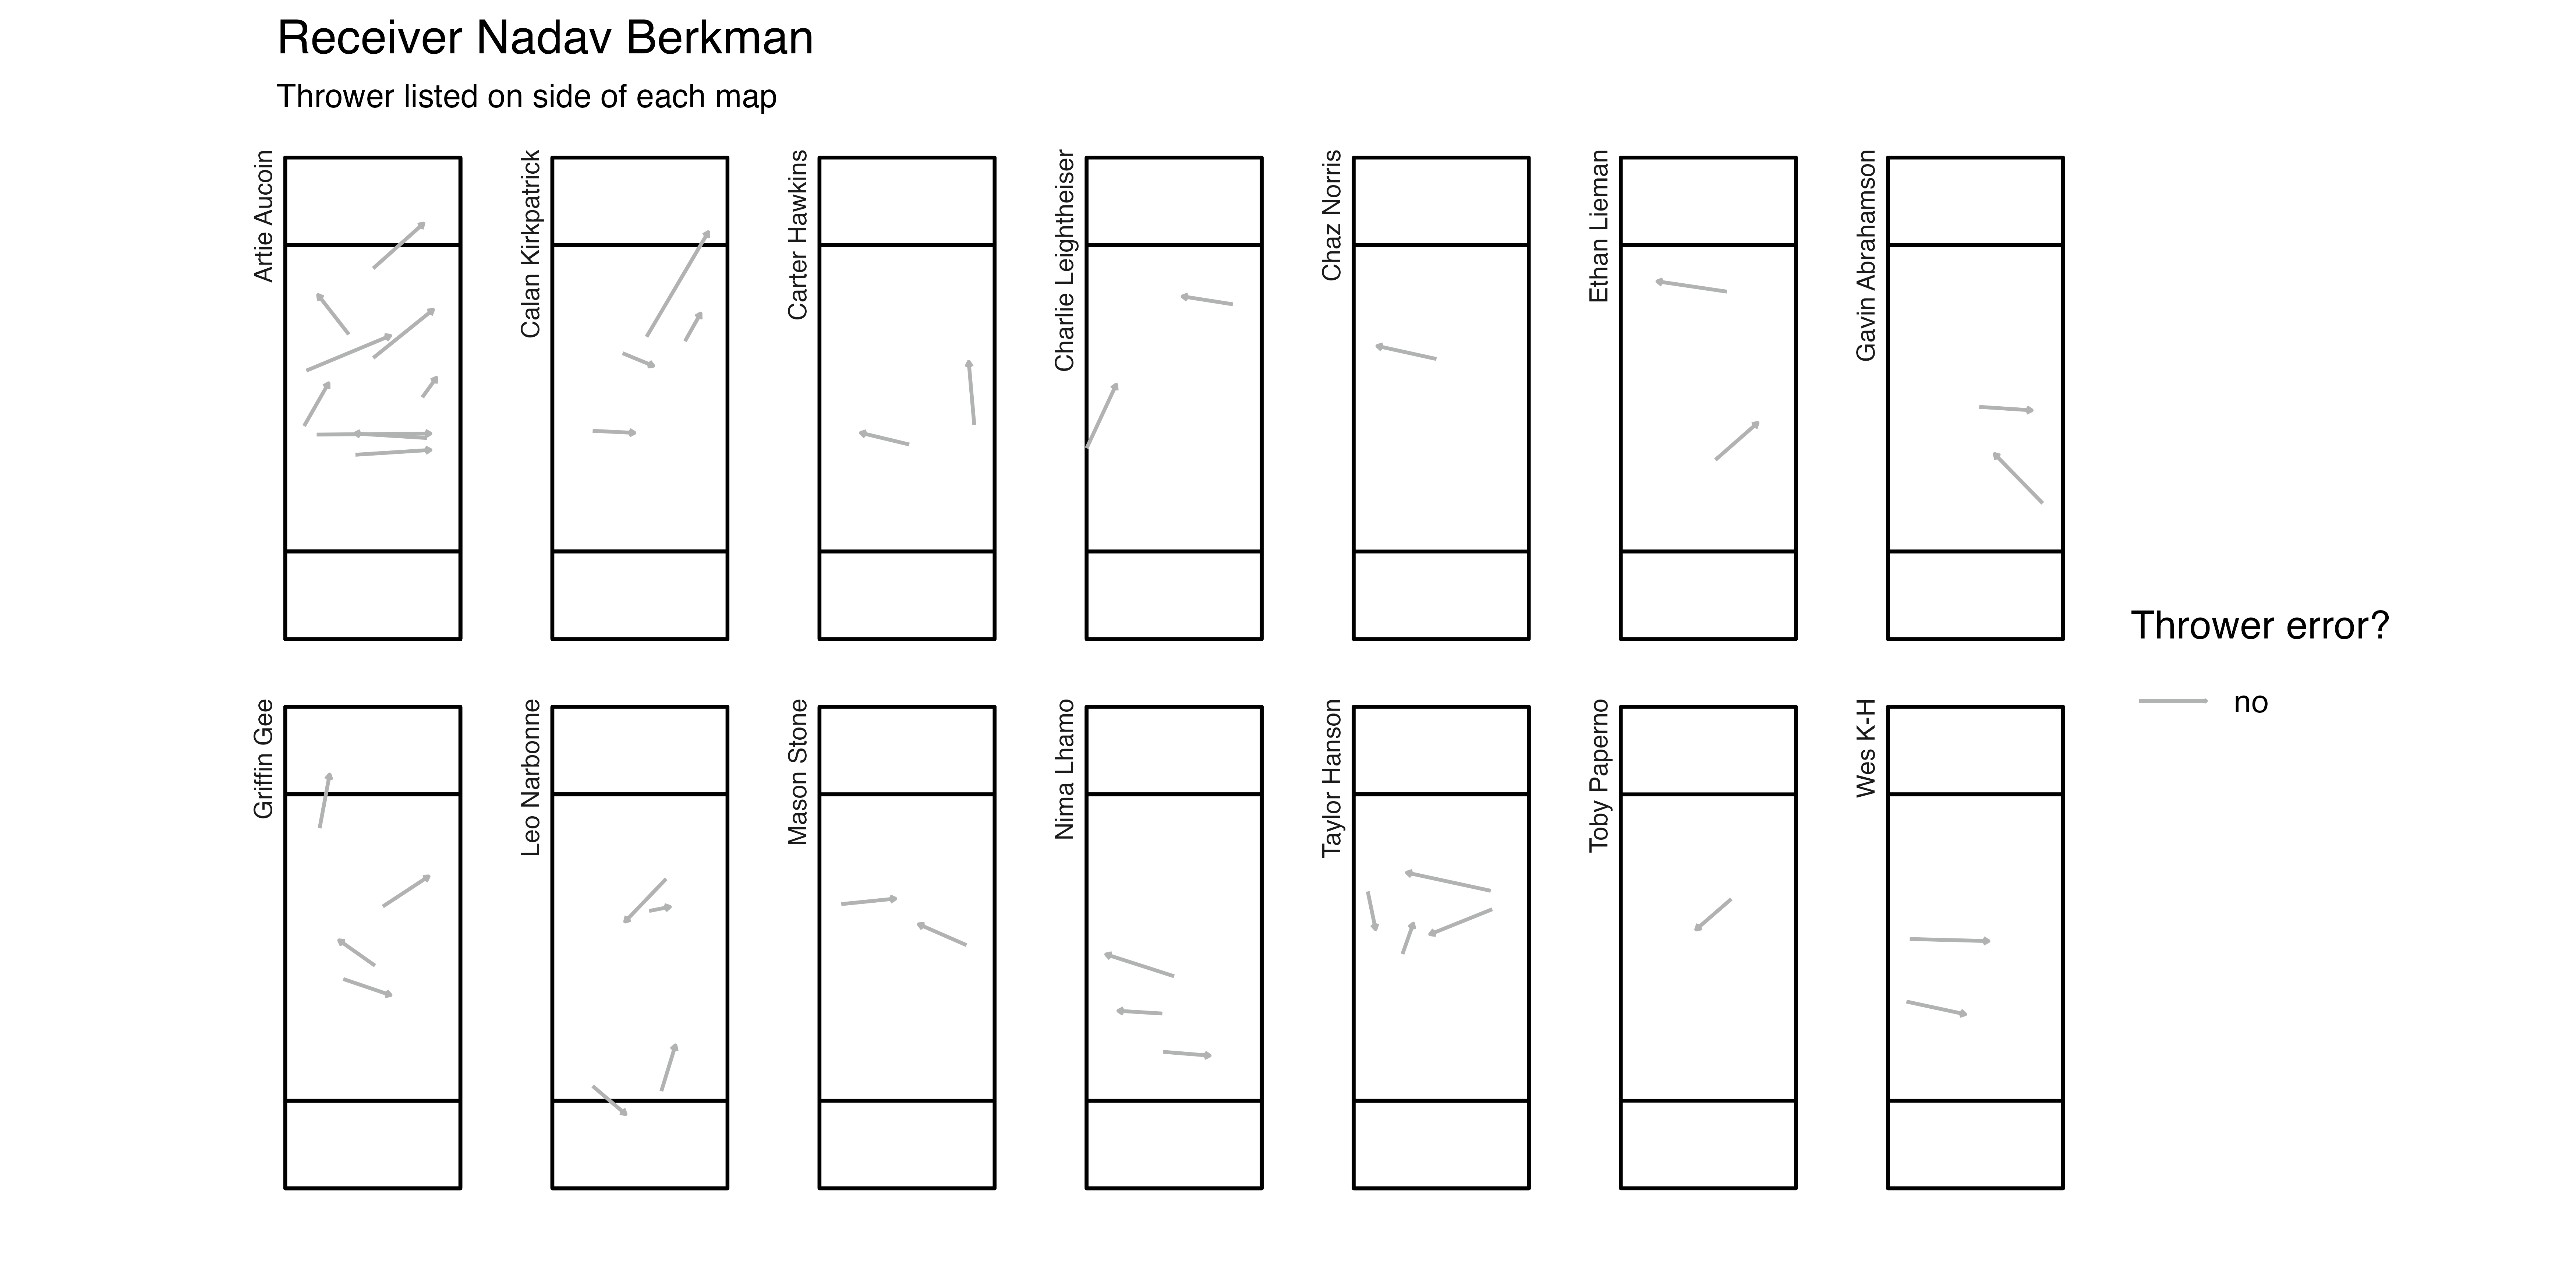 Receiver Nadav Berkman
Thrower listed on side of each map
Artie Aucoin
Calan Kirkpatrick
Carter Hawkins
Charlie Leightheiser
Chaz Norris
Ethan Lieman
Gavin Abrahamson
Thrower error?
no
Griffin Gee
Leo Narbonne
Mason Stone
Nima Lhamo
Taylor Hanson
Toby Paperno
Wes K-H